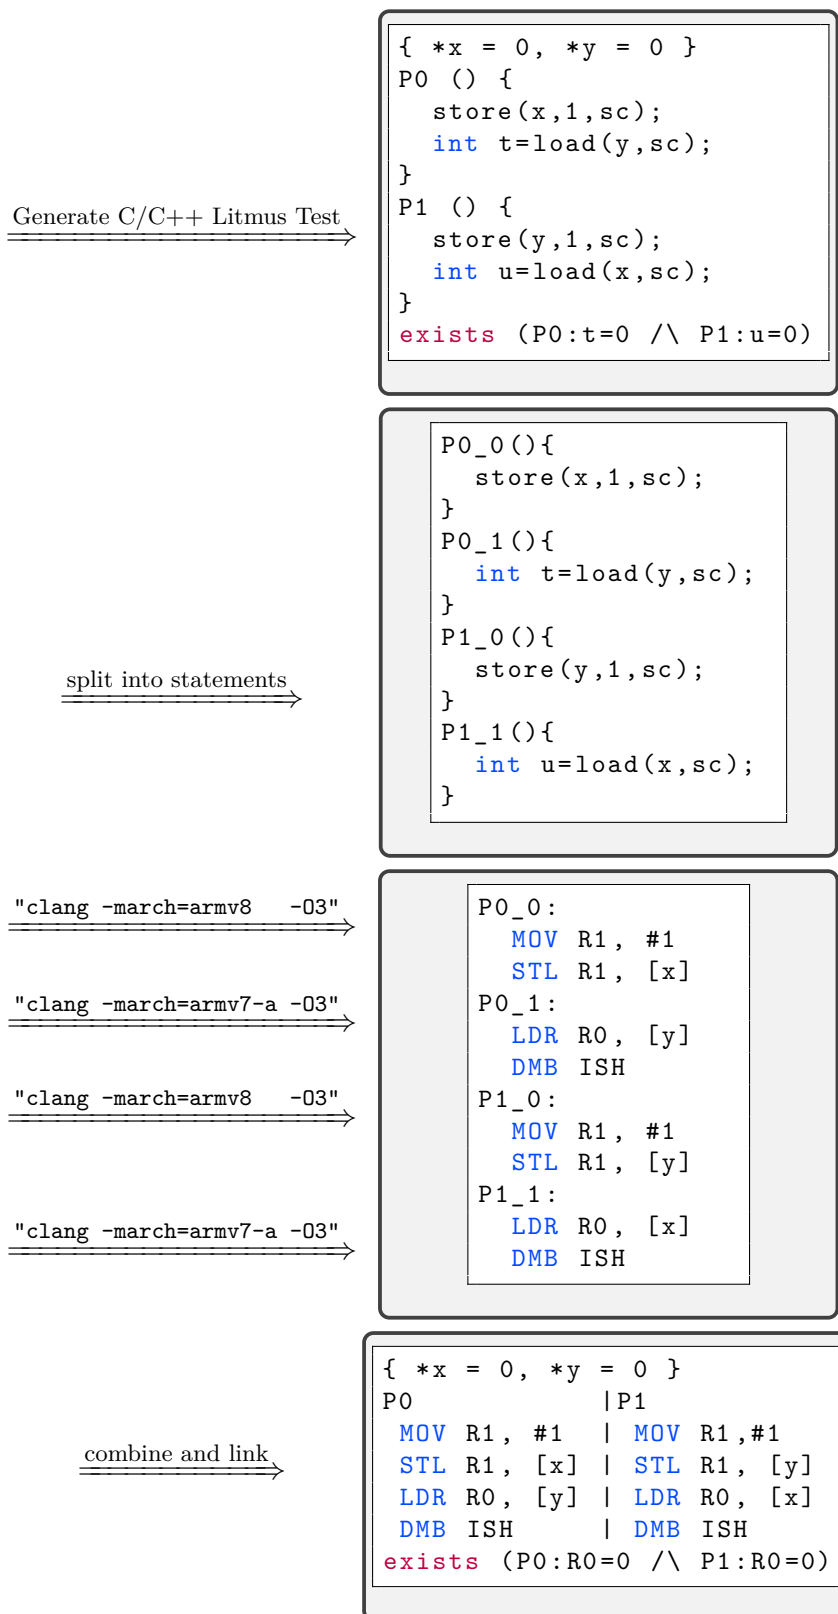 Generate C/C++ Litmus Test
{ *x = 0, *y = 0 }
P0 () {
  store(x,1,sc);
  int t=load(y,sc);
}
P1 () {
  store(y,1,sc);
  int u=load(x,sc);
}
exists (P0:t=0 /\ P1:u=0)
split into statements
P0_0(){
  store(x,1,sc);
}
P0_1(){
  int t=load(y,sc);
}
P1_0(){
  store(y,1,sc);
}
P1_1(){
  int u=load(x,sc);
}
"clang -march=armv8   -O3"
"clang -march=armv7-a -O3"
"clang -march=armv8   -O3"
"clang -march=armv7-a -O3"
P0_0:
  MOV R1, #1
  STL R1, [x]
P0_1:
  LDR R0, [y]
  DMB ISH
P1_0:
  MOV R1, #1
  STL R1, [y]
P1_1:
  LDR R0, [x]
  DMB ISH
combine and link
{ *x = 0, *y = 0 }
P0           |P1
 MOV R1, #1  | MOV R1,#1
 STL R1, [x] | STL R1, [y]
 LDR R0, [y] | LDR R0, [x]
 DMB ISH     | DMB ISH
exists (P0:R0=0 /\ P1:R0=0)